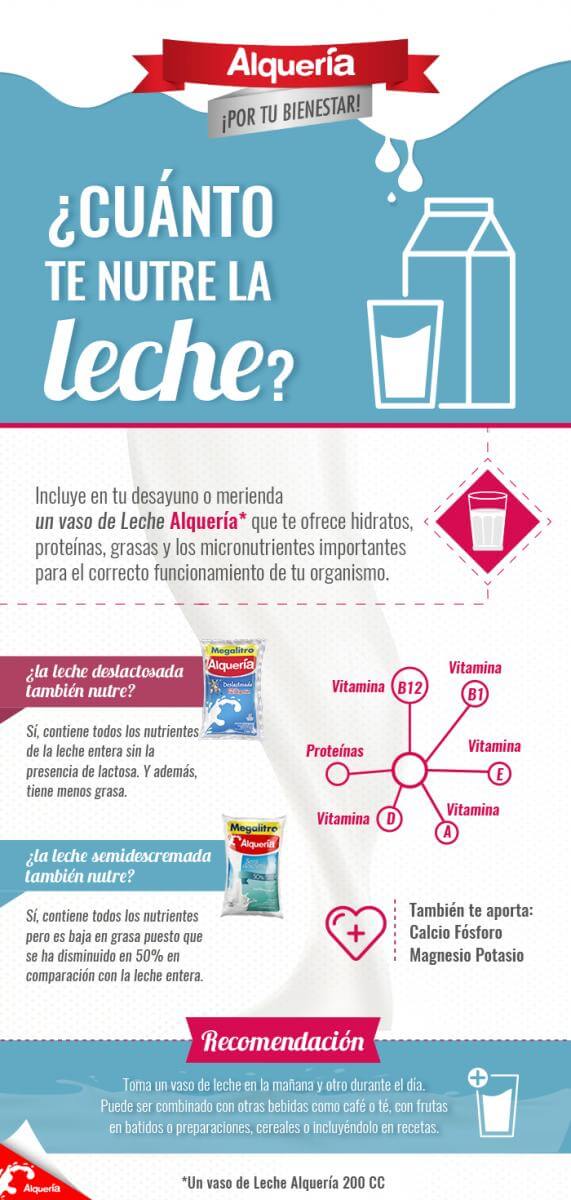 Alquería
¡POR TU BIENESTAR!
¿CUÁNTO
TE NUTRE LA
leche?
Incluye en tu desayuno o merienda
un vaso de Leche Alquería* que te ofrece hidratos,
proteínas, grasas y los micronutrientes importantes
para el correcto funcionamiento de tu organismo.
¿la leche deslactosada
también nutre?
Megalitro
Alquería
Deslactosada
Sí, contiene todos los nutrientes
de la leche entera sin la
presencia de lactosa. Y además,
tiene menos grasa.
Vitamina B12
Vitamina
B1
Proteínas
Vitamina
E
Vitamina D
Vitamina
A
¿la leche semidescremada
también nutre?
Megalitro
Alquería
50%
Sí, contiene todos los nutrientes
pero es baja en grasa puesto que
se ha disminuido en 50% en
comparación con la leche entera.
También te aporta:
Calcio Fósforo
Magnesio Potasio
Recomendación
Toma un vaso de leche en la mañana y otro durante el día.
Puede ser combinado con otras bebidas como café o té, con frutas
en batidos o preparaciones, cereales o incluyéndolo en recetas.
Alquería
*Un vaso de Leche Alquería 200 CC